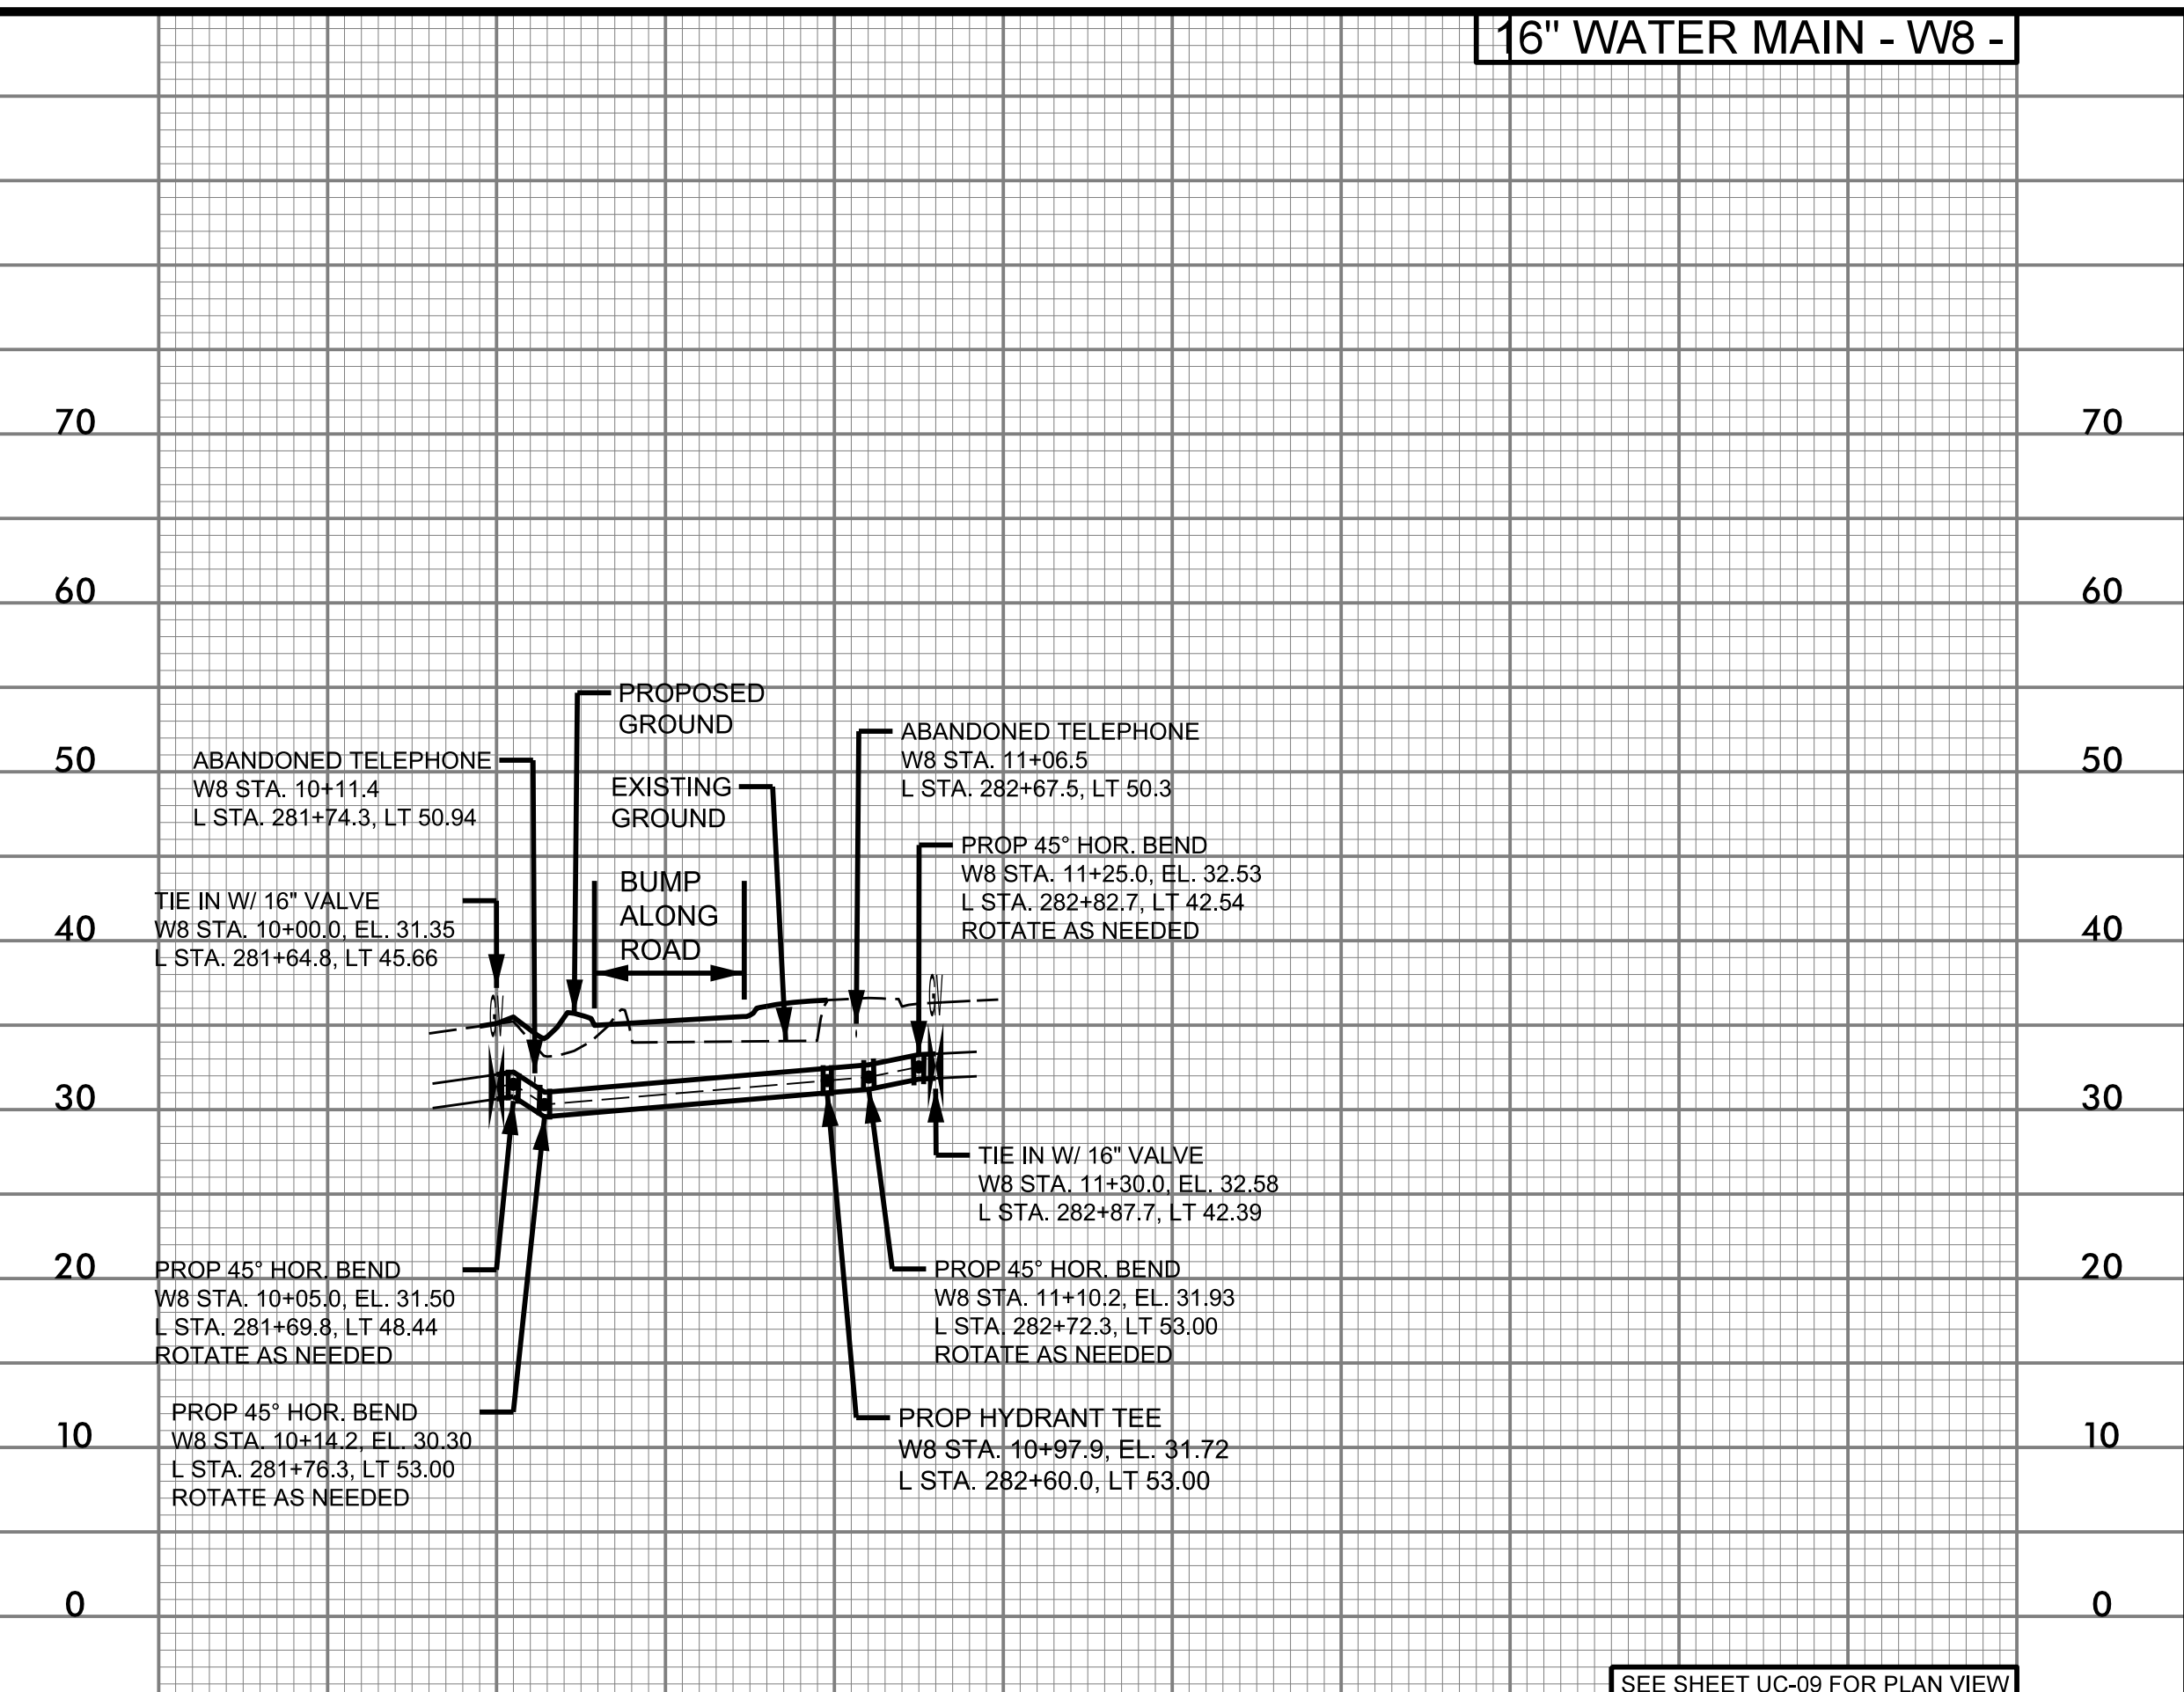 16" WATER MAIN - W8 -
70
70
60
60
PROPOSED
GROUND
ABANDONED TELEPHONE
W8 STA. 11+06.5
L STA. 282+67.5, LT 50.3
50
50
ABANDONED TELEPHONE
W8 STA. 10+11.4
L STA. 281+74.3, LT 50.94
EXISTING
GROUND
PROP 45° HOR. BEND
W8 STA. 11+25.0, EL. 32.53
L STA. 282+82.7, LT 42.54
ROTATE AS NEEDED
BUMP
ALONG
ROAD
TIE IN W/ 16" VALVE
W8 STA. 10+00.0, EL. 31.35
L STA. 281+64.8, LT 45.66
40
40
GV
GV
30
30
TIE IN W/ 16" VALVE
W8 STA. 11+30.0, EL. 32.58
L STA. 282+87.7, LT 42.39
20
20
PROP 45° HOR. BEND
W8 STA. 10+05.0, EL. 31.50
L STA. 281+69.8, LT 48.44
ROTATE AS NEEDED
PROP 45° HOR. BEND
W8 STA. 11+10.2, EL. 31.93
L STA. 282+72.3, LT 53.00
ROTATE AS NEEDED
PROP 45° HOR. BEND
W8 STA. 10+14.2, EL. 30.30
L STA. 281+76.3, LT 53.00
ROTATE AS NEEDED
PROP HYDRANT TEE
W8 STA. 10+97.9, EL. 31.72
L STA. 282+60.0, LT 53.00
10
10
0
0
SEE SHEET UC-09 FOR PLAN VIEW